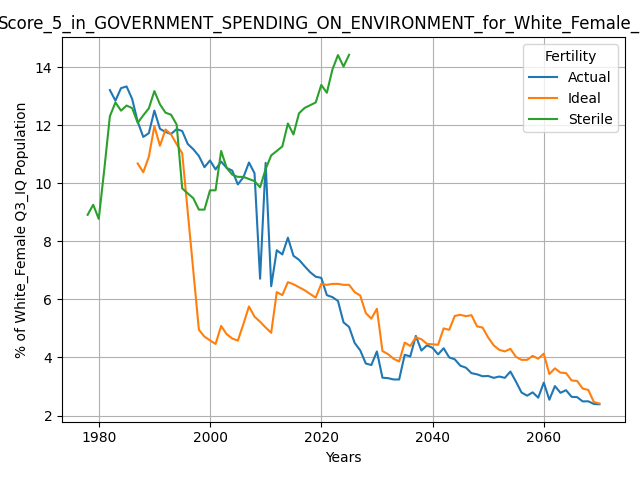 Score_5_in_GOVERNMENT_SPENDING_ON_ENVIRONMENT_for_White_Female_
Fertility
Actual
Ideal
Sterile
% of White_Female Q3_IQ Population
14
12
10
8
6
4
2
1980 2000 2020 2040 2060
Years